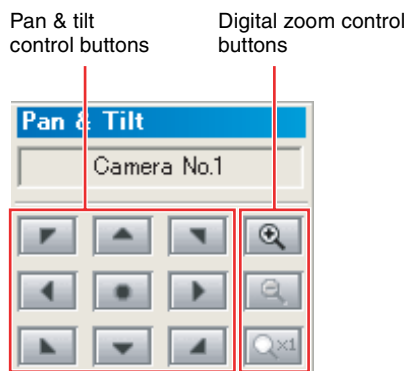 Pan & tilt
control buttons
Digital zoom control
buttons
Pan & Tilt
Camera No.1
×1